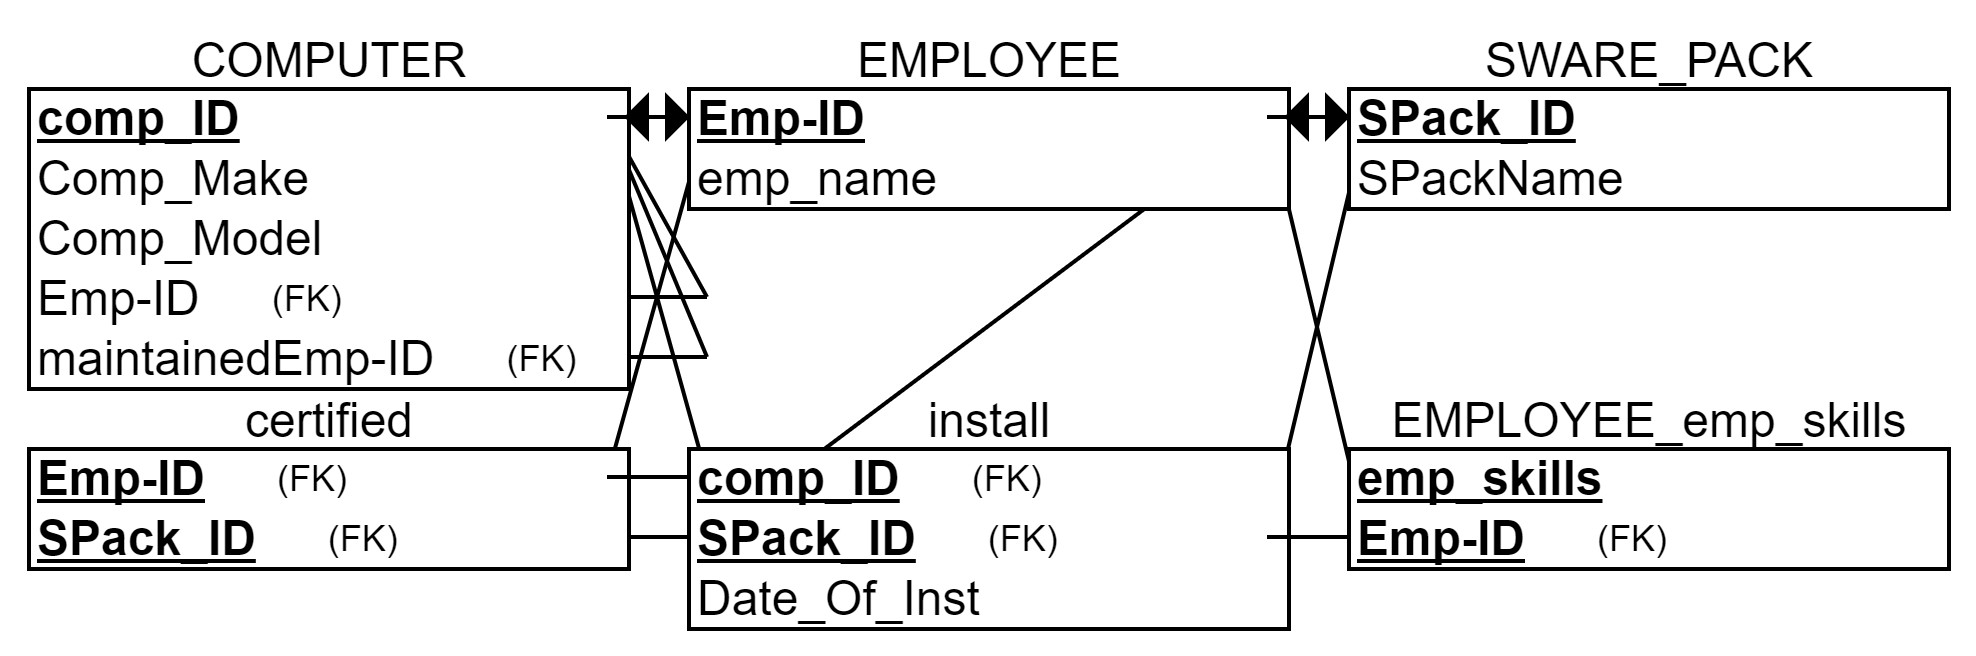 COMPUTER
comp_ID
Comp_Make
Comp_Model
Emp-ID (FK)
maintainedEmp-ID (FK)
EMPLOYEE
Emp-ID
emp_name
SWARE_PACK
SPack_ID
SPackName
certified
Emp-ID (FK)
SPack_ID (FK)
install
comp_ID (FK)
SPack_ID (FK)
Date_Of_Inst
EMPLOYEE_emp_skills
emp_skills
Emp-ID (FK)